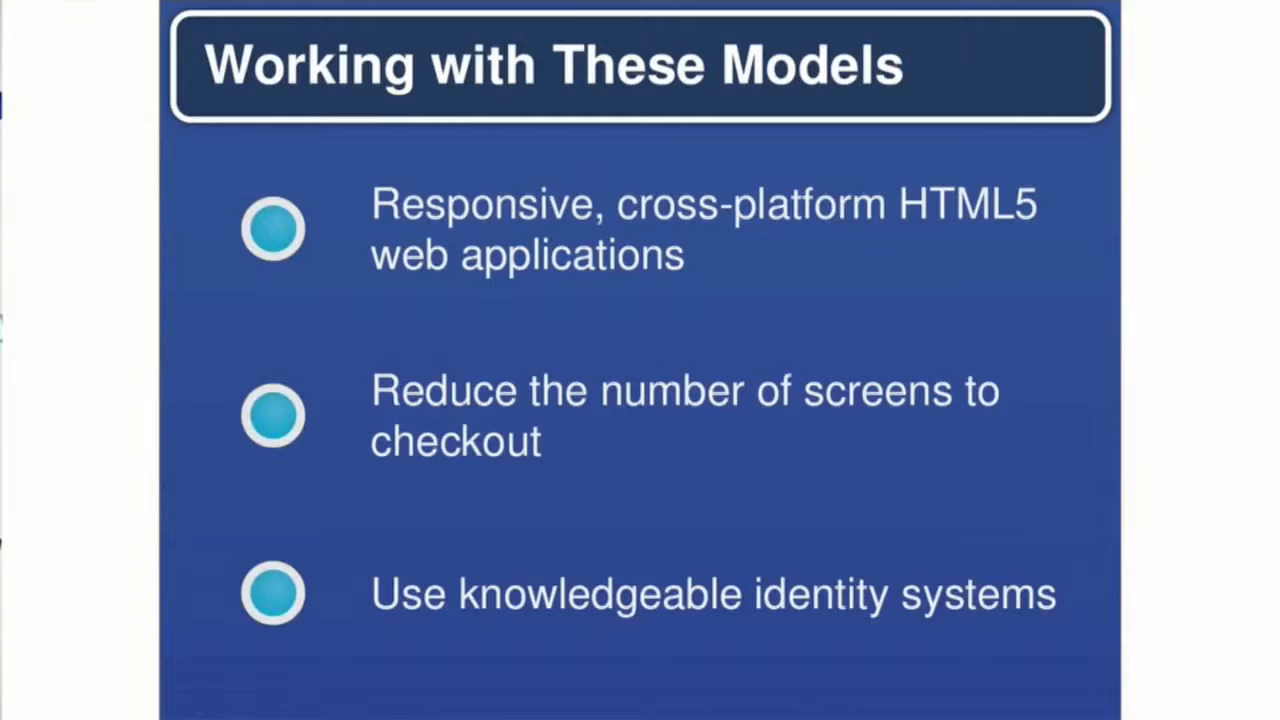 Working with These Models
Responsive, cross-platform HTML5
web applications
Reduce the number of screens to
checkout
Use knowledgeable identity systems